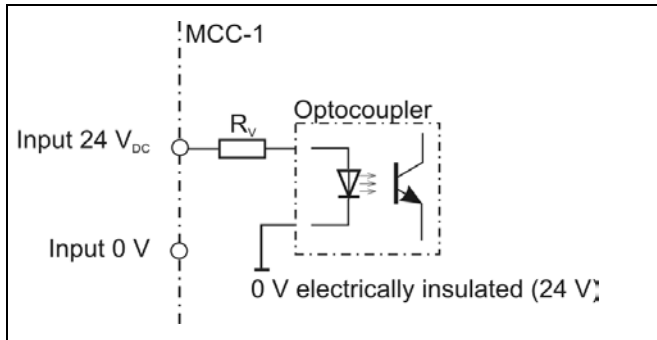 MCC-1
Optocoupler
Rv
Input 24 VDC
Input 0 V
0 V electrically insulated (24 V)